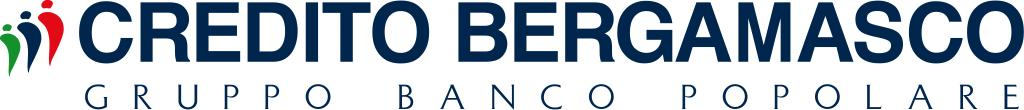 CREDITO BERGAMASCO
GRUPPO BANCO POPOLARE